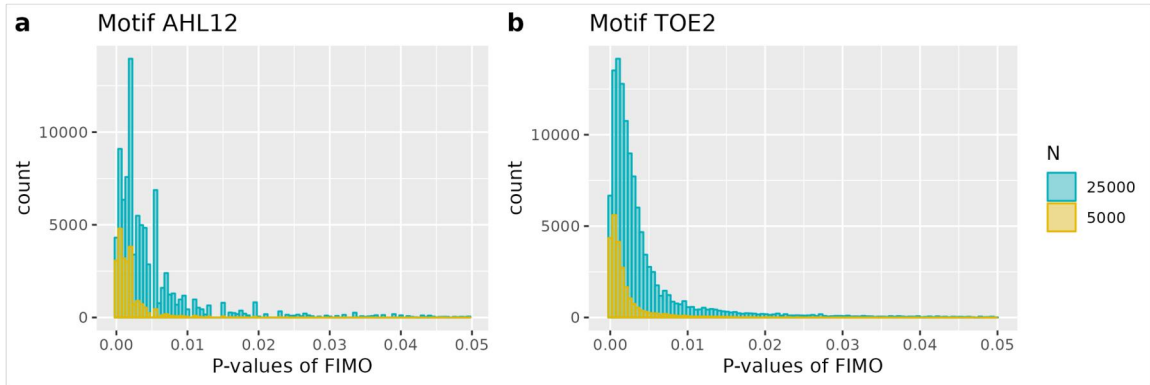 a Motif AHL12
b Motif TOE2
count
10000
5000
0
0.00 0.01 0.02 0.03 0.04 0.05
P-values of FIMO
count
10000
5000
0
0.00 0.01 0.02 0.03 0.04 0.05
P-values of FIMO
N
25000
5000